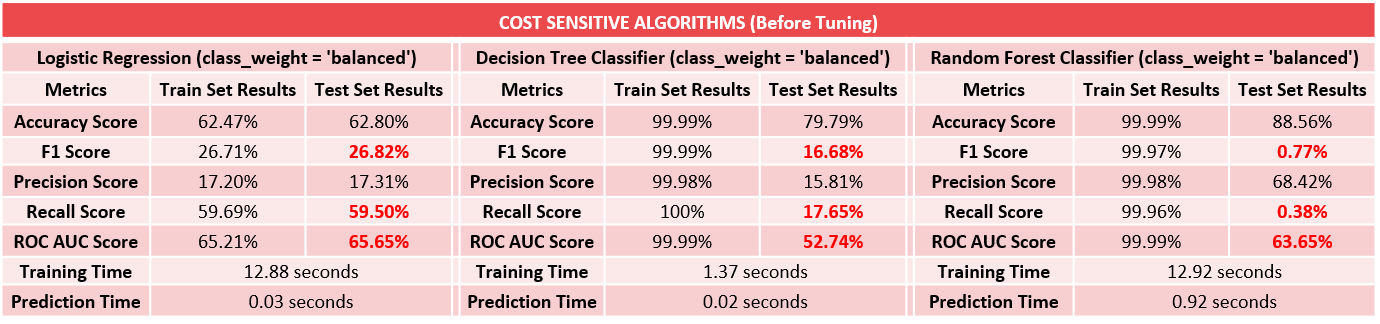 COST SENSITIVE ALGORITHMS (Before Tuning)
Logistic Regression (class_weight = 'balanced') Decision Tree Classifier (class_weight = 'balanced') Random Forest Classifier (class_weight = 'balanced')
Metrics Train Set Results Test Set Results Metrics Train Set Results Test Set Results Metrics Train Set Results Test Set Results
Accuracy Score 62.47% 62.80% Accuracy Score 99.99% 79.79% Accuracy Score 99.99% 88.56%
F1 Score 26.71% 26.82% F1 Score 99.99% 16.68% F1 Score 99.97% 0.77%
Precision Score 17.20% 17.31% Precision Score 99.98% 15.81% Precision Score 99.98% 68.42%
Recall Score 59.69% 59.50% Recall Score 100% 17.65% Recall Score 99.96% 0.38%
ROC AUC Score 65.21% 65.65% ROC AUC Score 99.99% 52.74% ROC AUC Score 99.99% 63.65%
Training Time 12.88 seconds Training Time 1.37 seconds Training Time 12.92 seconds
Prediction Time 0.03 seconds Prediction Time 0.02 seconds Prediction Time 0.92 seconds